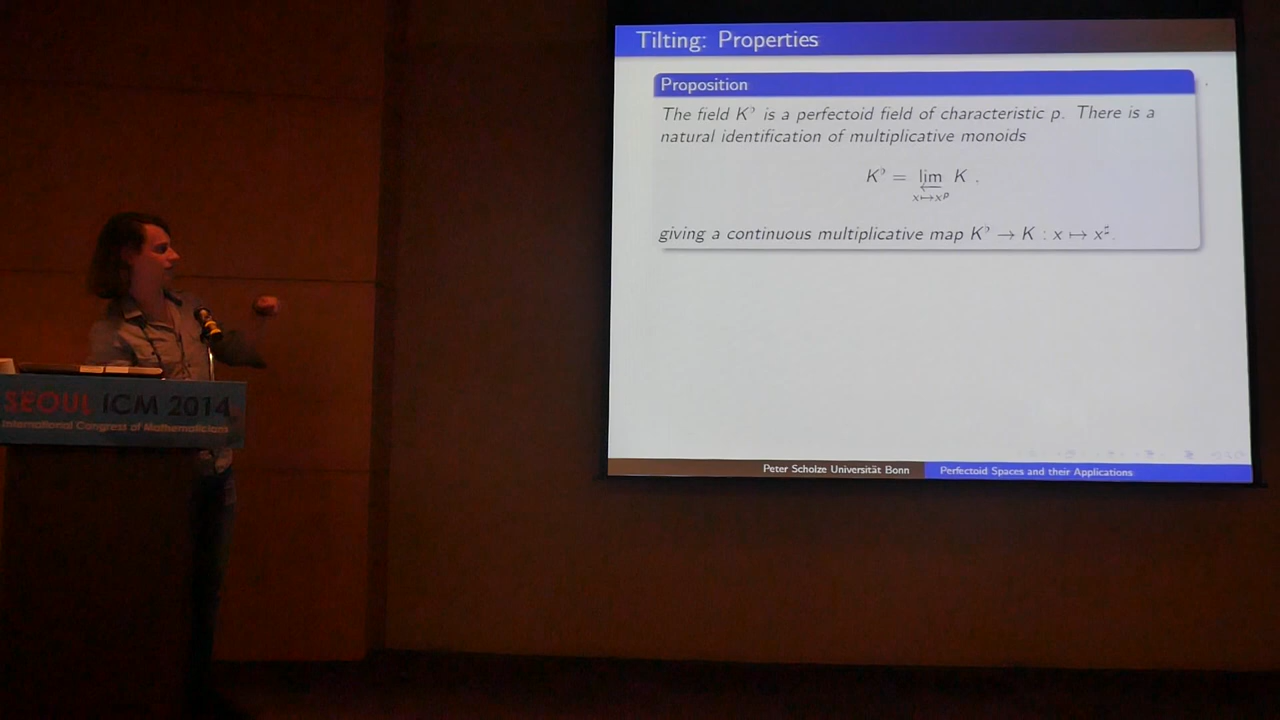 Tilting: Properties
Proposition
The field K♭ is a perfectoid field of characteristic p. There is a
natural identification of multiplicative monoids
K♭ = lim K .
←
x↦xᵖ
giving a continuous multiplicative map K♭ → K : x ↦ x♯.
Peter Scholze Universität Bonn
Perfectoid Spaces and their Applications
SEOUL ICM 2014
International Congress of Mathematicians